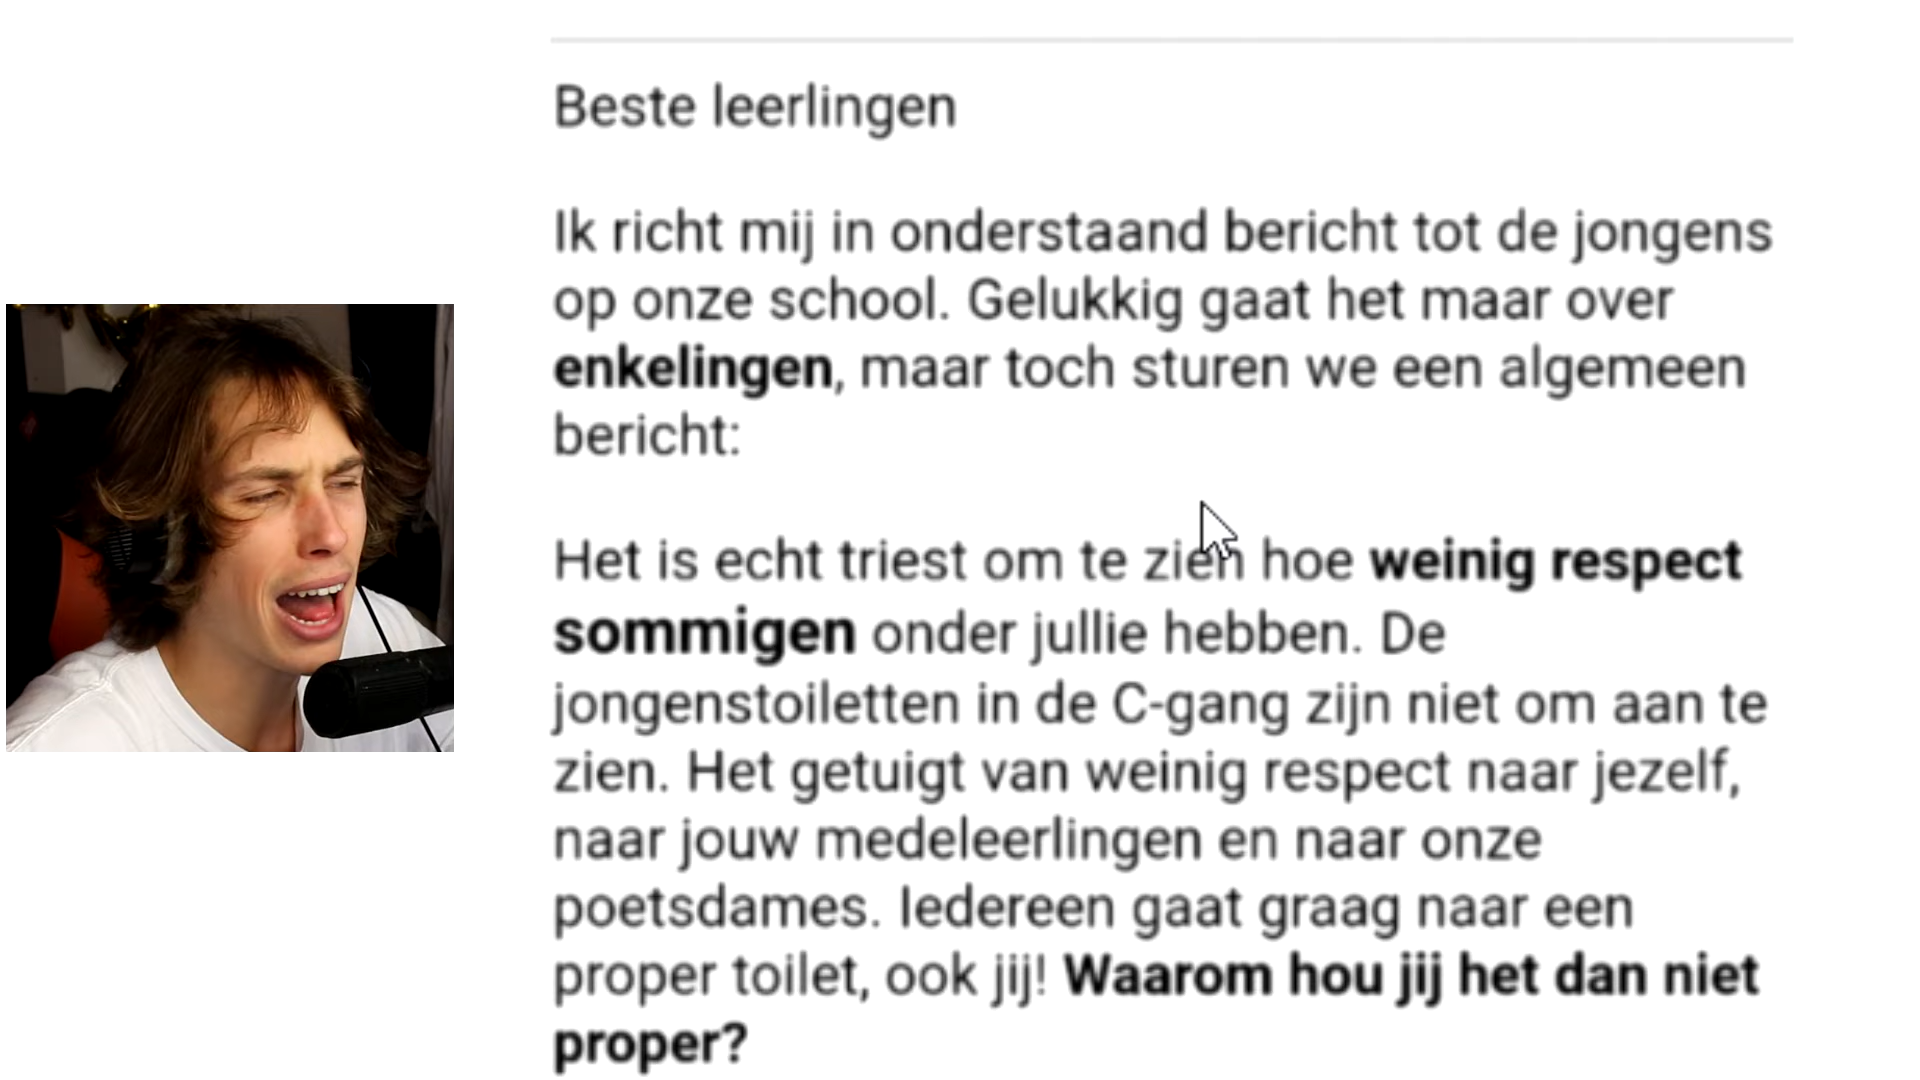 Beste leerlingen
Ik richt mij in onderstaand bericht tot de jongens
op onze school. Gelukkig gaat het maar over
enkelingen, maar toch sturen we een algemeen
bericht:
Het is echt triest om te zien hoe weinig respect
sommigen onder jullie hebben. De
jongenstoiletten in de C-gang zijn niet om aan te
zien. Het getuigt van weinig respect naar jezelf,
naar jouw medeleerlingen en naar onze
poetsdames. Iedereen gaat graag naar een
proper toilet, ook jij! Waarom hou jij het dan niet
proper?